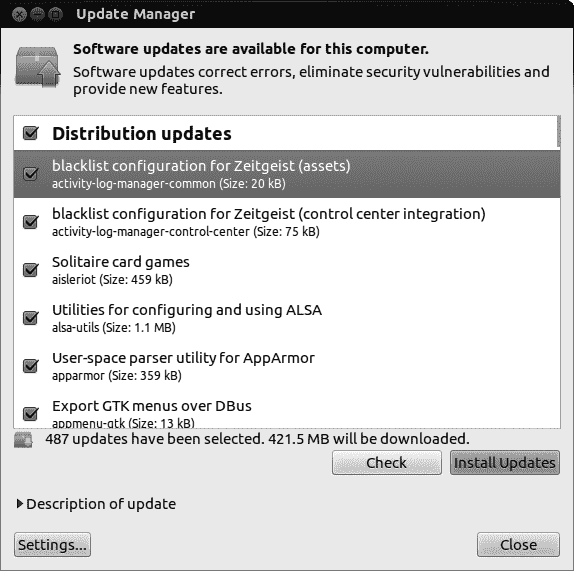 Update Manager
Software updates are available for this computer.
Software updates correct errors, eliminate security vulnerabilities and
provide new features.
Distribution updates
blacklist configuration for Zeitgeist (assets)
activity-log-manager-common (Size: 20 kB)
blacklist configuration for Zeitgeist (control center integration)
activity-log-manager-control-center (Size: 75 kB)
Solitaire card games
aisleriot (Size: 459 kB)
Utilities for configuring and using ALSA
alsa-utils (Size: 1.1 MB)
User-space parser utility for AppArmor
apparmor (Size: 359 kB)
Export GTK menus over DBus
appmenu-gtk (Size: 13 kB)
487 updates have been selected. 421.5 MB will be downloaded.
Check
Install Updates
Description of update
Settings...
Close